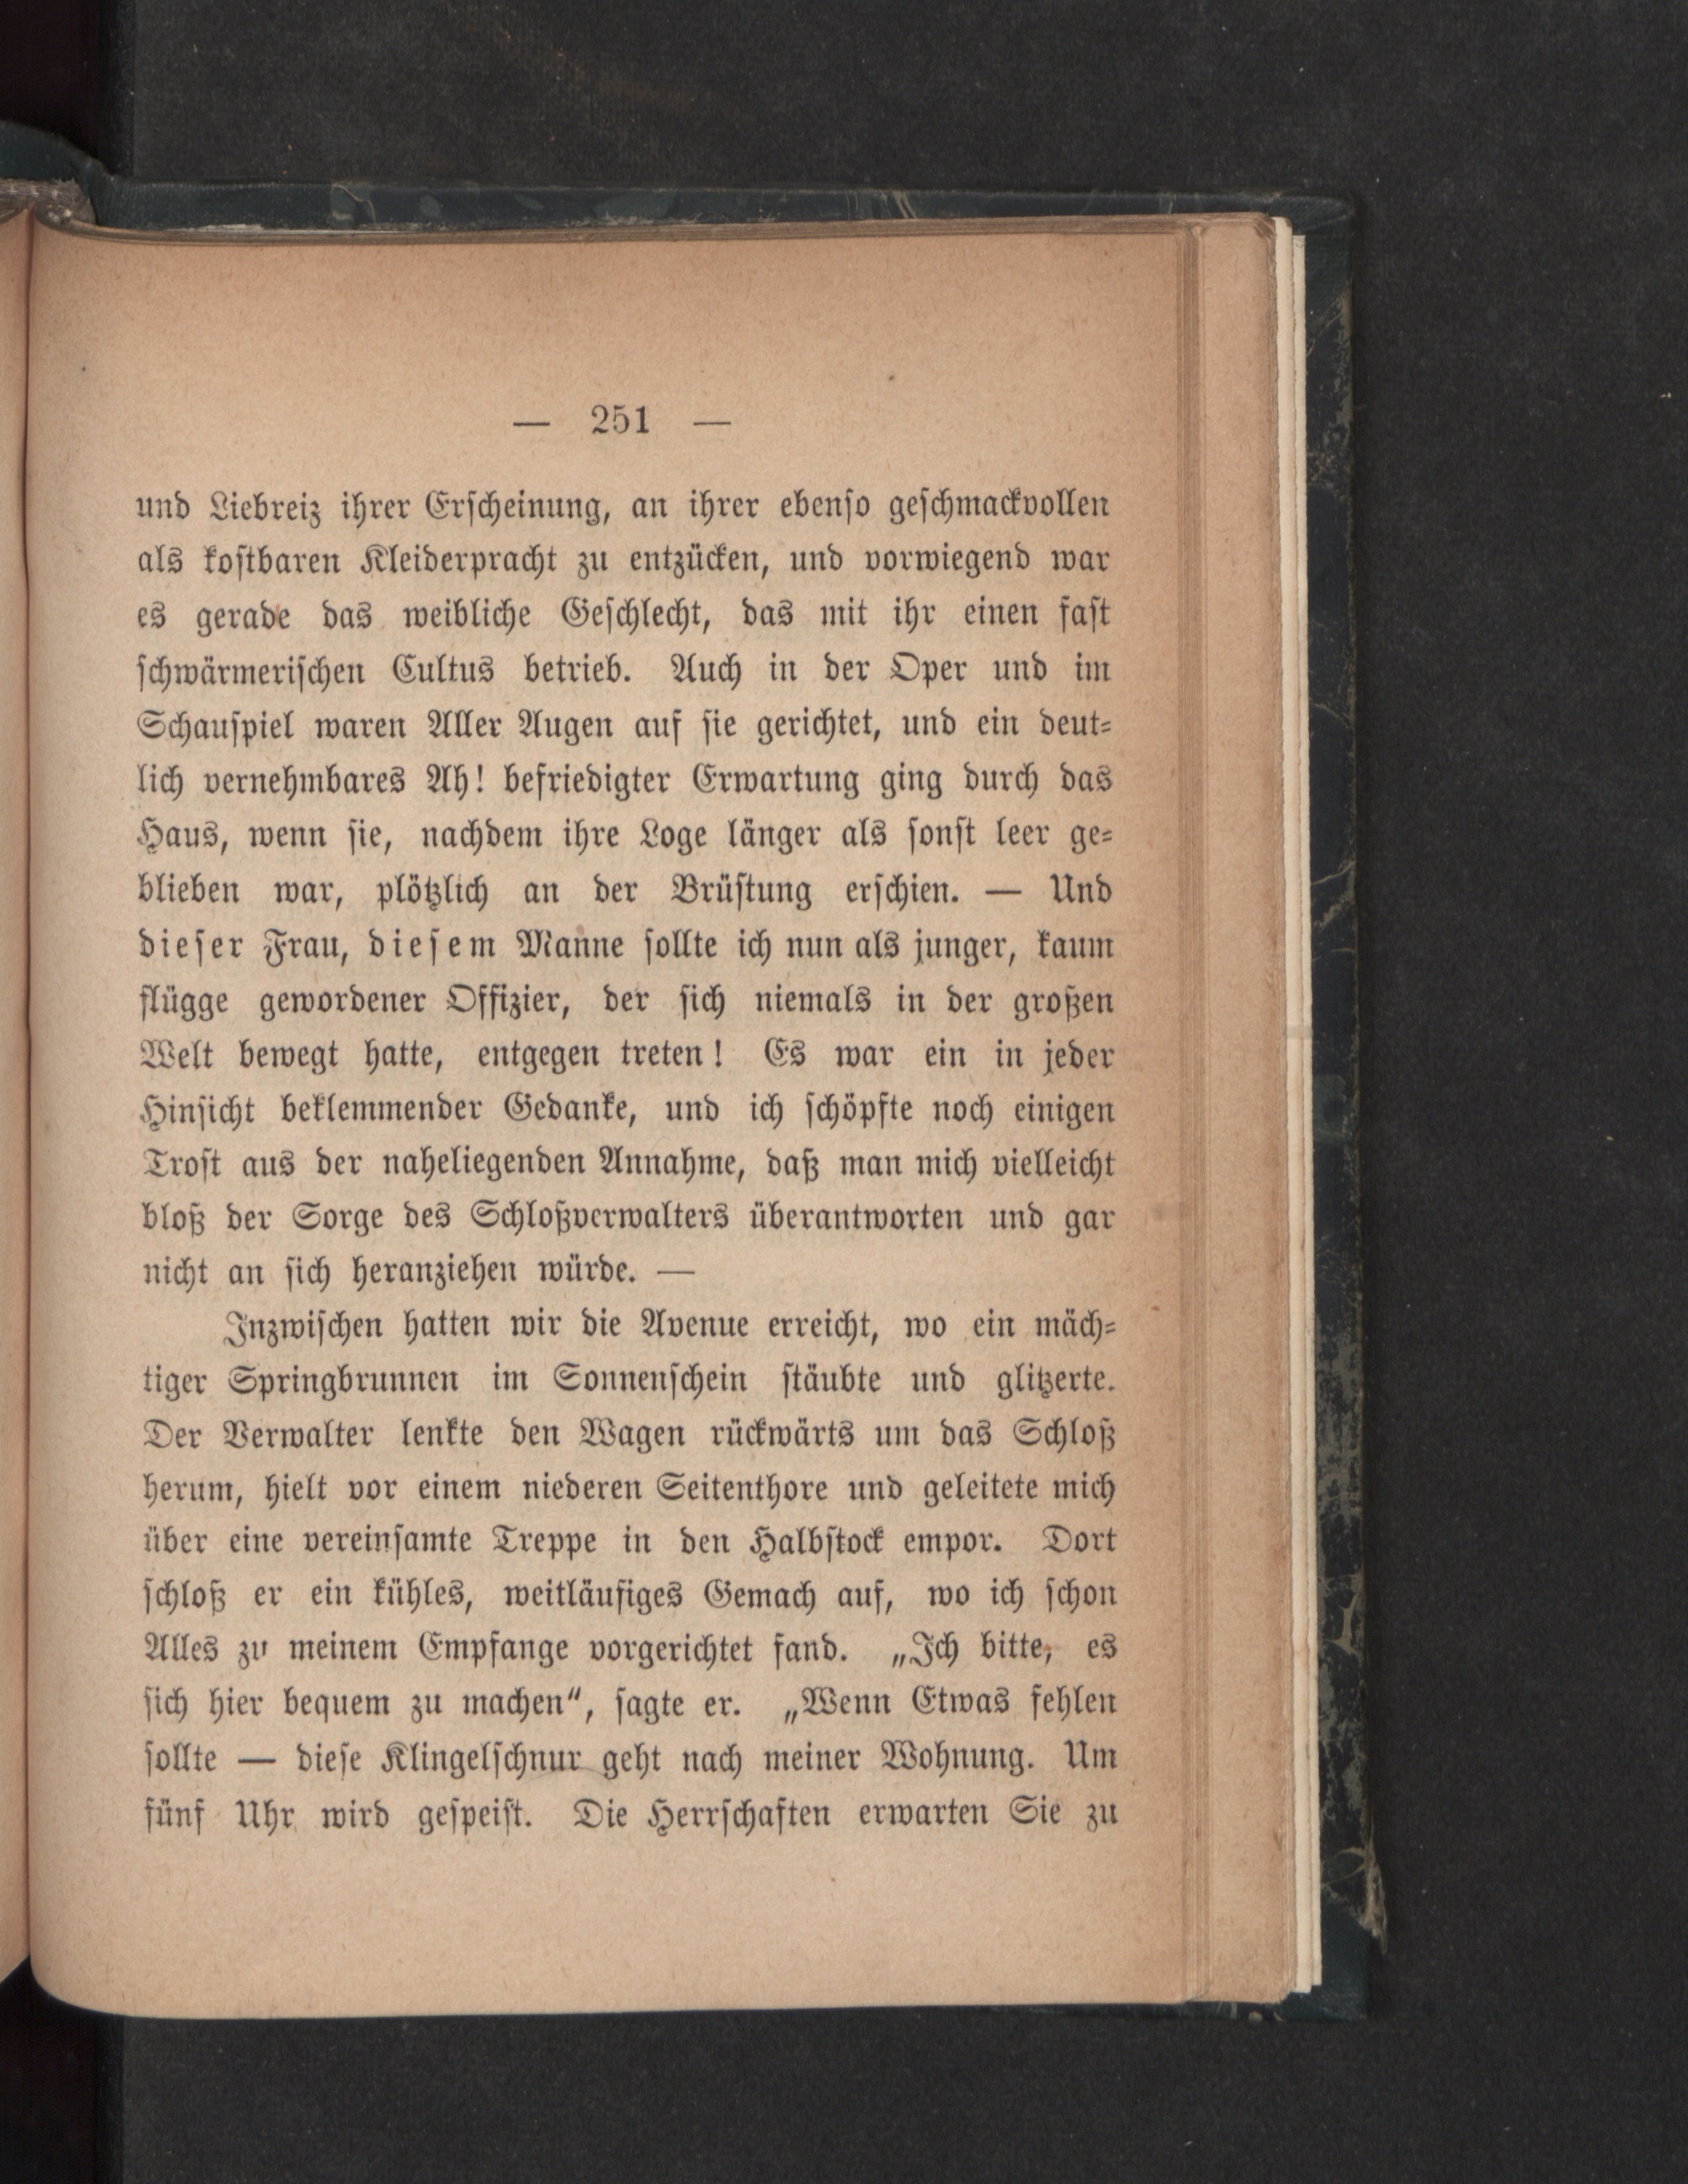 — 251 —
und Liebreiz ihrer Erscheinung, an ihrer ebenso geschmackvollen
als kostbaren Kleiderpracht zu entzücken, und vorwiegend war
es gerade das weibliche Geschlecht, das mit ihr einen fast
schwärmerischen Cultus betrieb. Auch in der Oper und im
Schauspiel waren Aller Augen auf sie gerichtet, und ein deut-
lich vernehmbares Ah! befriedigter Erwartung ging durch das
Haus, wenn sie, nachdem ihre Loge länger als sonst leer ge-
blieben war, plötzlich an der Brüstung erschien. — Und
dieser Frau, diesem Manne sollte ich nun als junger, kaum
flügge gewordener Offizier, der sich niemals in der großen
Welt bewegt hatte, entgegen treten! Es war ein in jeder
Hinsicht beklemmender Gedanke, und ich schöpfte noch einigen
Trost aus der naheliegenden Annahme, daß man mich vielleicht
bloß der Sorge des Schloßverwalters überantworten und gar
nicht an sich heranziehen würde. —
Inzwischen hatten wir die Avenue erreicht, wo ein mäch-
tiger Springbrunnen im Sonnenschein stäubte und glitzerte.
Der Verwalter lenkte den Wagen rückwärts um das Schloß
herum, hielt vor einem niederen Seitenthore und geleitete mich
über eine vereinsamte Treppe in den Halbstock empor. Dort
schloß er ein kühles, weitläufiges Gemach auf, wo ich schon
Alles zu meinem Empfange vorgerichtet fand. „Ich bitte, es
sich hier bequem zu machen“, sagte er. „Wenn Etwas fehlen
sollte — diese Klingelschnur geht nach meiner Wohnung. Um
fünf Uhr wird gespeist. Die Herrschaften erwarten Sie zu